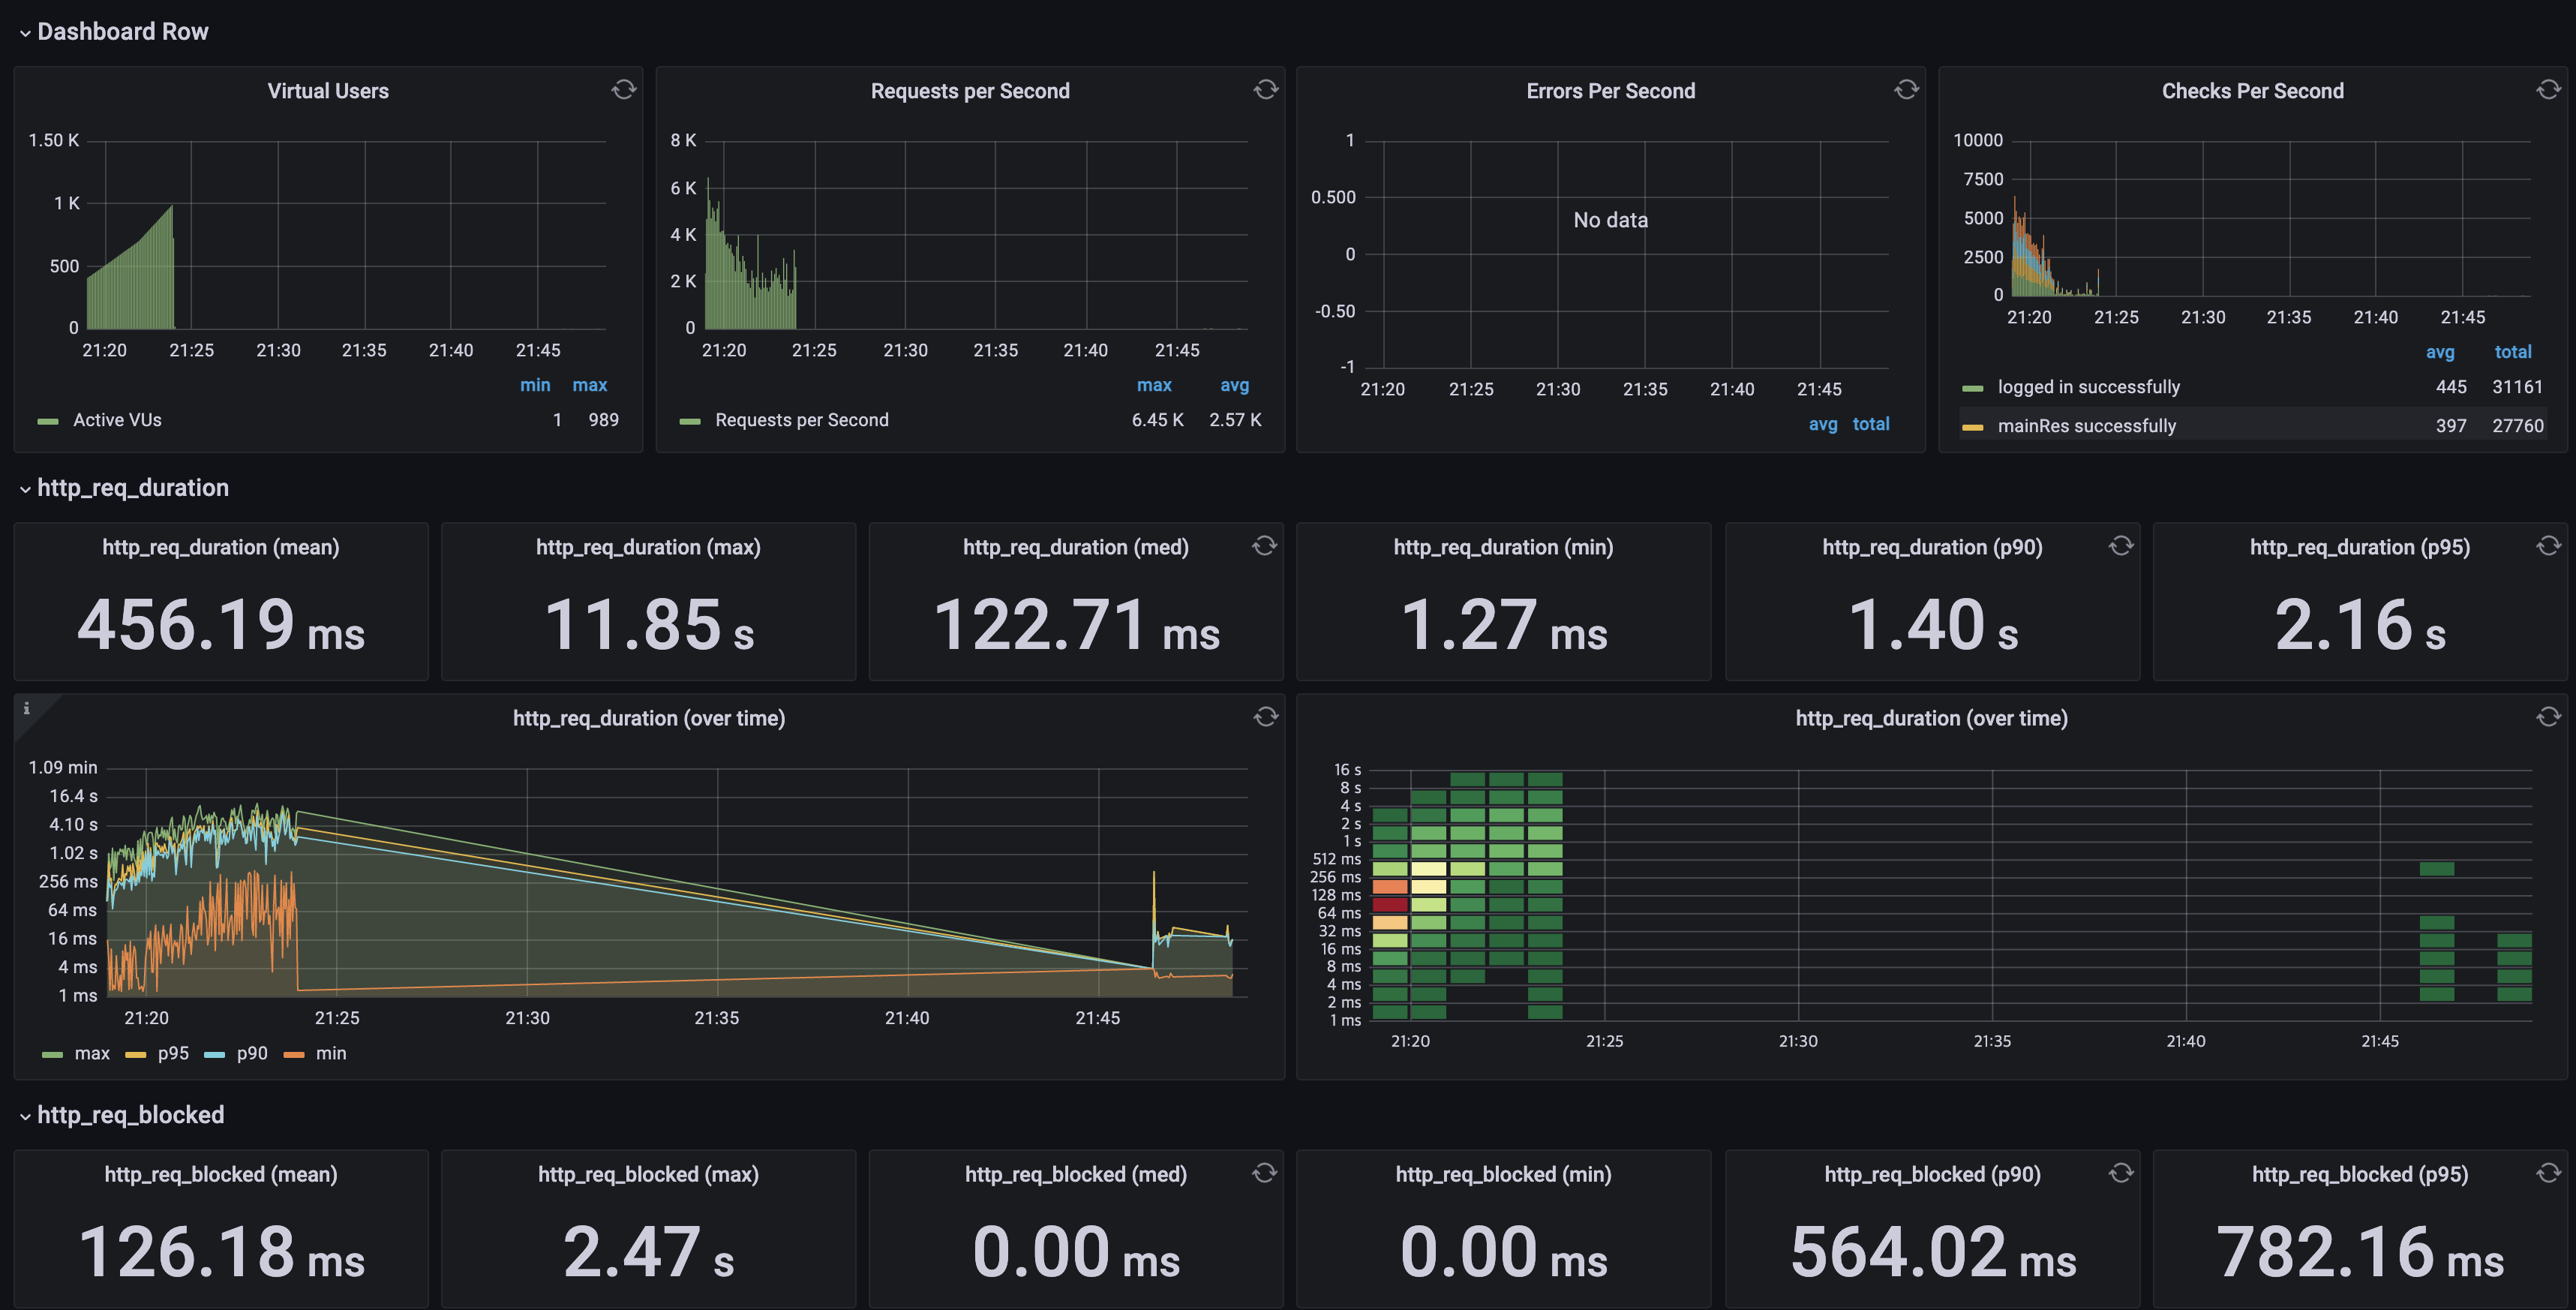 Dashboard Row
Virtual Users
1.50 K
1 K
500
0
21:20 21:25 21:30 21:35 21:40 21:45
min max
Active VUs 1 989
Requests per Second
8 K
6 K
4 K
2 K
0
21:20 21:25 21:30 21:35 21:40 21:45
max avg
Requests per Second 6.45 K 2.57 K
Errors Per Second
1
0.500
0
-0.50
-1
No data
21:20 21:25 21:30 21:35 21:40 21:45
avg total
Checks Per Second
10000
7500
5000
2500
0
21:20 21:25 21:30 21:35 21:40 21:45
avg total
logged in successfully 445 31161
mainRes successfully 397 27760
http_req_duration
http_req_duration (mean)
456.19 ms
http_req_duration (max)
11.85 s
http_req_duration (med)
122.71 ms
http_req_duration (min)
1.27 ms
http_req_duration (p90)
1.40 s
http_req_duration (p95)
2.16 s
i
http_req_duration (over time)
1.09 min
16.4 s
4.10 s
1.02 s
256 ms
64 ms
16 ms
4 ms
1 ms
21:20 21:25 21:30 21:35 21:40 21:45
max p95 p90 min
http_req_duration (over time)
16 s
8 s
4 s
2 s
1 s
512 ms
256 ms
128 ms
64 ms
32 ms
16 ms
8 ms
4 ms
2 ms
1 ms
21:20 21:25 21:30 21:35 21:40 21:45
http_req_blocked
http_req_blocked (mean)
126.18 ms
http_req_blocked (max)
2.47 s
http_req_blocked (med)
0.00 ms
http_req_blocked (min)
0.00 ms
http_req_blocked (p90)
564.02 ms
http_req_blocked (p95)
782.16 ms